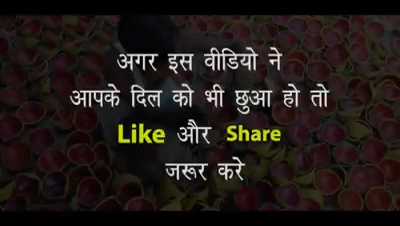 अगर इस वीडियो ने
आपके दिल को भी छुआ हो तो
Like और Share
जरूर करे